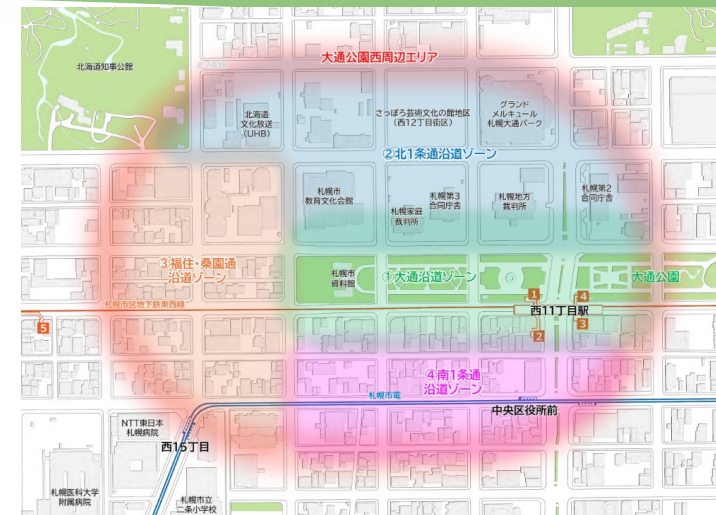 大通公園西周辺エリア
北海道知事公館
北海道
文化放送
(UHB)
さっぽろ芸術文化の館地区
(西12丁目街区)
グランド
メルキュール
札幌大通パーク
②北1条通沿道ゾーン
札幌市
教育文化会館
札幌家庭
裁判所
札幌第3
合同庁舎
札幌地方
裁判所
札幌第2
合同庁舎
③福住・桑園通
沿道ゾーン
札幌市
資料館
①大通沿道ゾーン
大通公園
札幌市営地下鉄東西線
1
4
西11丁目駅
5
2
3
4南1条通
沿道ゾーン
札幌市電
中央区役所前
NTT東日本
札幌病院
西15丁目
札幌医科大学
附属病院
札幌市立
二条小学校